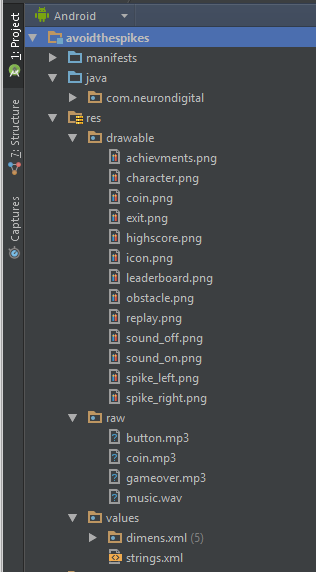 Android
1: Project
avoidthespikes
manifests
java
com.neurondigital
res
drawable
achievments.png
character.png
coin.png
exit.png
highscore.png
icon.png
leaderboard.png
obstacle.png
replay.png
sound_off.png
sound_on.png
spike_left.png
spike_right.png
raw
button.mp3
coin.mp3
gameover.mp3
music.wav
values
dimens.xml (5)
strings.xml
7: Structure
Captures